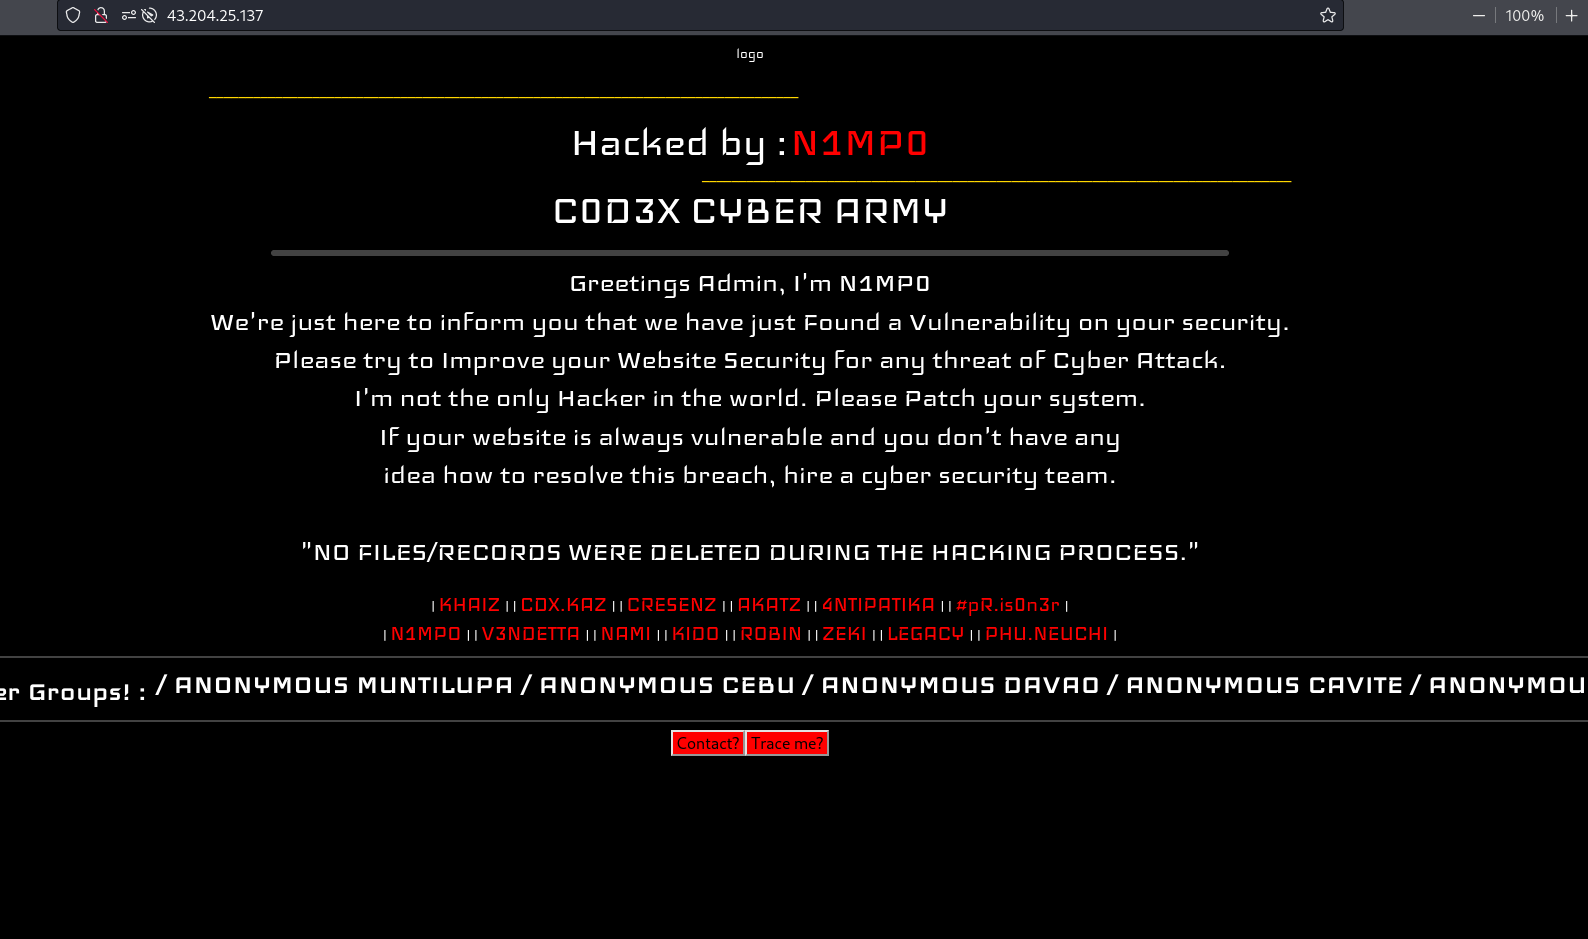 43.204.25.137
100%
logo
Hacked by : N1MP0
C0D3X CYBER ARMY
Greetings Admin, I'm N1MP0
We're just here to inform you that we have just Found a Vulnerability on your security.
Please try to Improve your Website Security for any threat of Cyber Attack.
I'm not the only Hacker in the world. Please Patch your system.
If your website is always vulnerable and you don't have any
idea how to resolve this breach, hire a cyber security team.
"NO FILES/RECORDS WERE DELETED DURING THE HACKING PROCESS."
| KHAIZ || CDX.KAZ || CRESENZ || AKATZ || 4NTIPATIKA || #pR.is0n3r |
| N1MPO || V3NDETTA || NAMI || KIDO || ROBIN || ZEKI || LEGACY || PHU.NEUCHI |
er Groups! : / ANONYMOUS MUNTILUPA / ANONYMOUS CEBU / ANONYMOUS DAVAO / ANONYMOUS CAVITE / ANONYMOU
Contact? Trace me?